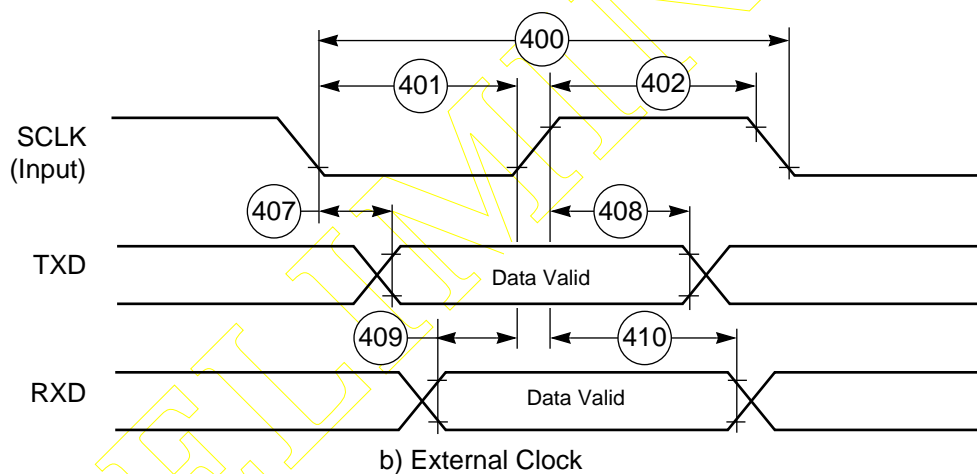 400
401
402
SCLK
(Input)
407
408
TXD
Data Valid
409
410
RXD
Data Valid
b) External Clock